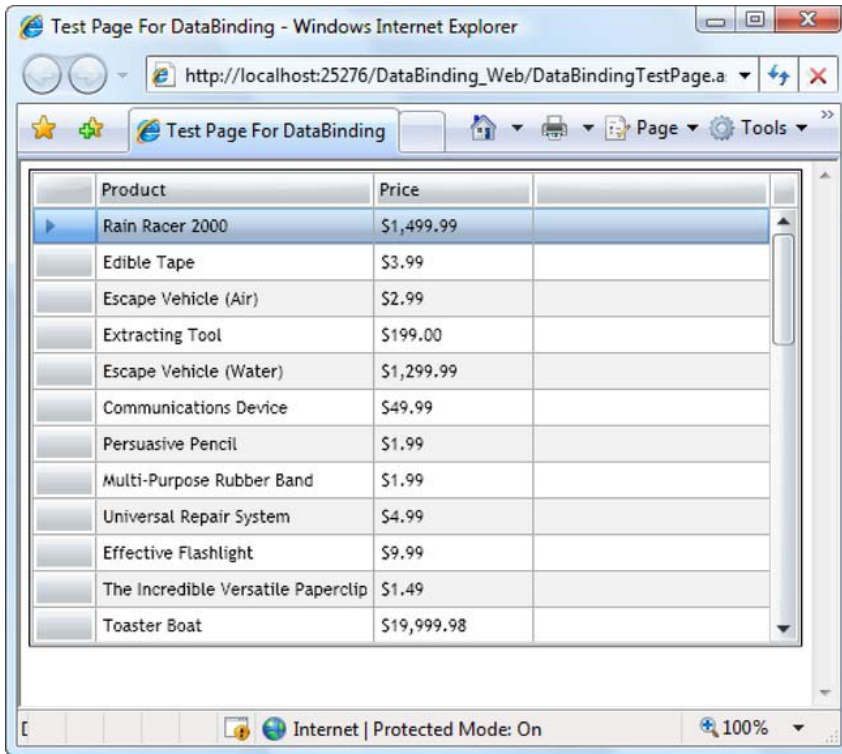 Test Page For DataBinding - Windows Internet Explorer
http://localhost:25276/DataBinding_Web/DataBindingTestPage.a
Test Page For DataBinding
Page
Tools
Product Price
Rain Racer 2000 $1,499.99
Edible Tape $3.99
Escape Vehicle (Air) $2.99
Extracting Tool $199.00
Escape Vehicle (Water) $1,299.99
Communications Device $49.99
Persuasive Pencil $1.99
Multi-Purpose Rubber Band $1.99
Universal Repair System $4.99
Effective Flashlight $9.99
The Incredible Versatile Paperclip $1.49
Toaster Boat $19,999.98
Internet | Protected Mode: On
100%